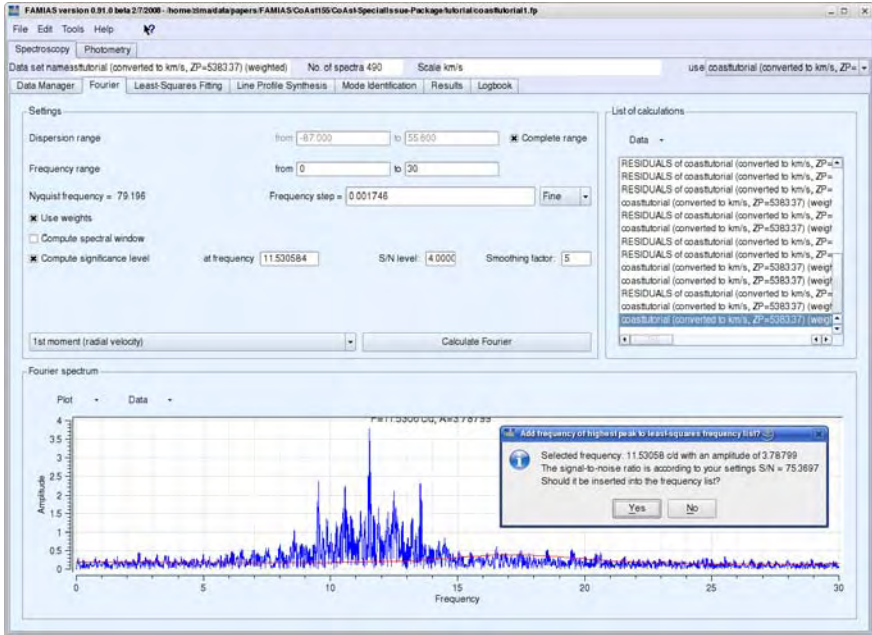 FAMIAS version 0.91.0 beta 2/7/2008 - /home/zima/data/papers/FAMIAS/CoAst155/CoAst-SpecialIssue-Package/tutorial/coasttutorial1.fp
File Edit Tools Help
Spectroscopy Photometry
Data set name asttutorial (converted to km/s, ZP=5383.37) (weighted) No. of spectra 490 Scale km/s use coasttutorial (converted to km/s, ZP=
Data Manager Fourier Least-Squares Fitting Line Profile Synthesis Mode Identification Results Logbook
Settings
Dispersion range from -87.000 to 55.800 Complete range
Frequency range from 0 to 30
Nyquist frequency = 79.196 Frequency step = 0.001746 Fine
Use weights
Compute spectral window
Compute significance level at frequency 11.530584 S/N level: 4.0000 Smoothing factor: 5
1st moment (radial velocity) Calculate Fourier
List of calculations
Data
RESIDUALS of coasttutorial (converted to km/s, ZP=
RESIDUALS of coasttutorial (converted to km/s, ZP=
RESIDUALS of coasttutorial (converted to km/s, ZP=
coasttutorial (converted to km/s, ZP=5383.37) (weigh
coasttutorial (converted to km/s, ZP=5383.37) (weigh
coasttutorial (converted to km/s, ZP=5383.37) (weigh
RESIDUALS of coasttutorial (converted to km/s, ZP=
RESIDUALS of coasttutorial (converted to km/s, ZP=
coasttutorial (converted to km/s, ZP=5383.37) (weigh
coasttutorial (converted to km/s, ZP=5383.37) (weigh
RESIDUALS of coasttutorial (converted to km/s, ZP=
coasttutorial (converted to km/s, ZP=5383.37) (weigh
coasttutorial (converted to km/s, ZP=5383.37) (weigh
Fourier spectrum
Plot Data
F=11.5306 c/d, A=3.78799
4
3.5
3
2.5
2
1.5
1
0.5
0
Amplitude
0 5 10 15 20 25 30
Frequency
Add frequency of highest peak to least-squares frequency list?
Selected frequency: 11.53058 c/d with an amplitude of 3.78799
The signal-to-noise ratio is according to your settings S/N = 75.3697
Should it be inserted into the frequency list?
Yes No